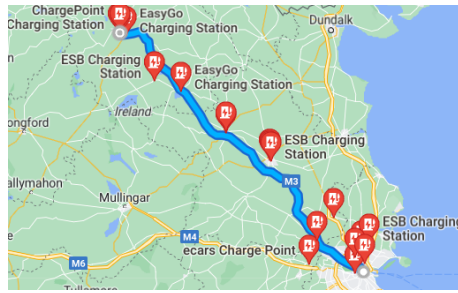 ChargePoint
Charging Station
EasyGo
Charging Station
Dundalk
ESB Charging
Station
EasyGo
Charging Station
Ireland
ongford
ESB Charging
Station
M3
allymahon
Mullingar
M4
ecars Charge Point
ESB Charging
Station
M6
Tullamore